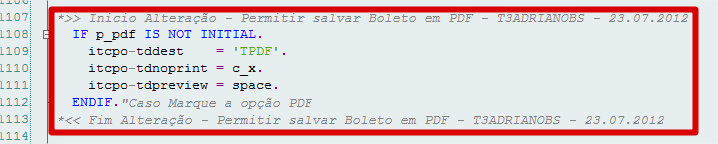 1107 *>> Início Alteração - Permitir salvar Boleto em PDF - T3ADRIANOBS - 23.07.2012
1108 IF p_pdf IS NOT INITIAL.
1109 itcpo-tddest    = 'TPDF'.
1110 itcpo-tdnoprint = c_x.
1111 itcpo-tdpreview = space.
1112 ENDIF."Caso Marque a opção PDF
1113 *<< Fim Alteração - Permitir salvar Boleto em PDF - T3ADRIANOBS - 23.07.2012
1114